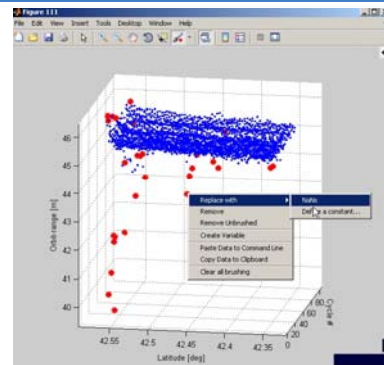 Figure 111
File Edit View Insert Tools Desktop Window Help
46
45
44
43
42
41
40
Orbit-range [m]
Replace with
NaNs
Define a constant...
Remove
Remove Unbrushed
Create Variable
Paste Data to Command Line
Copy Data to Clipboard
Clear all brushing
80
60
40
20
0
Cycle #
42.55
42.5
42.45
42.4
42.35
Latitude [deg]